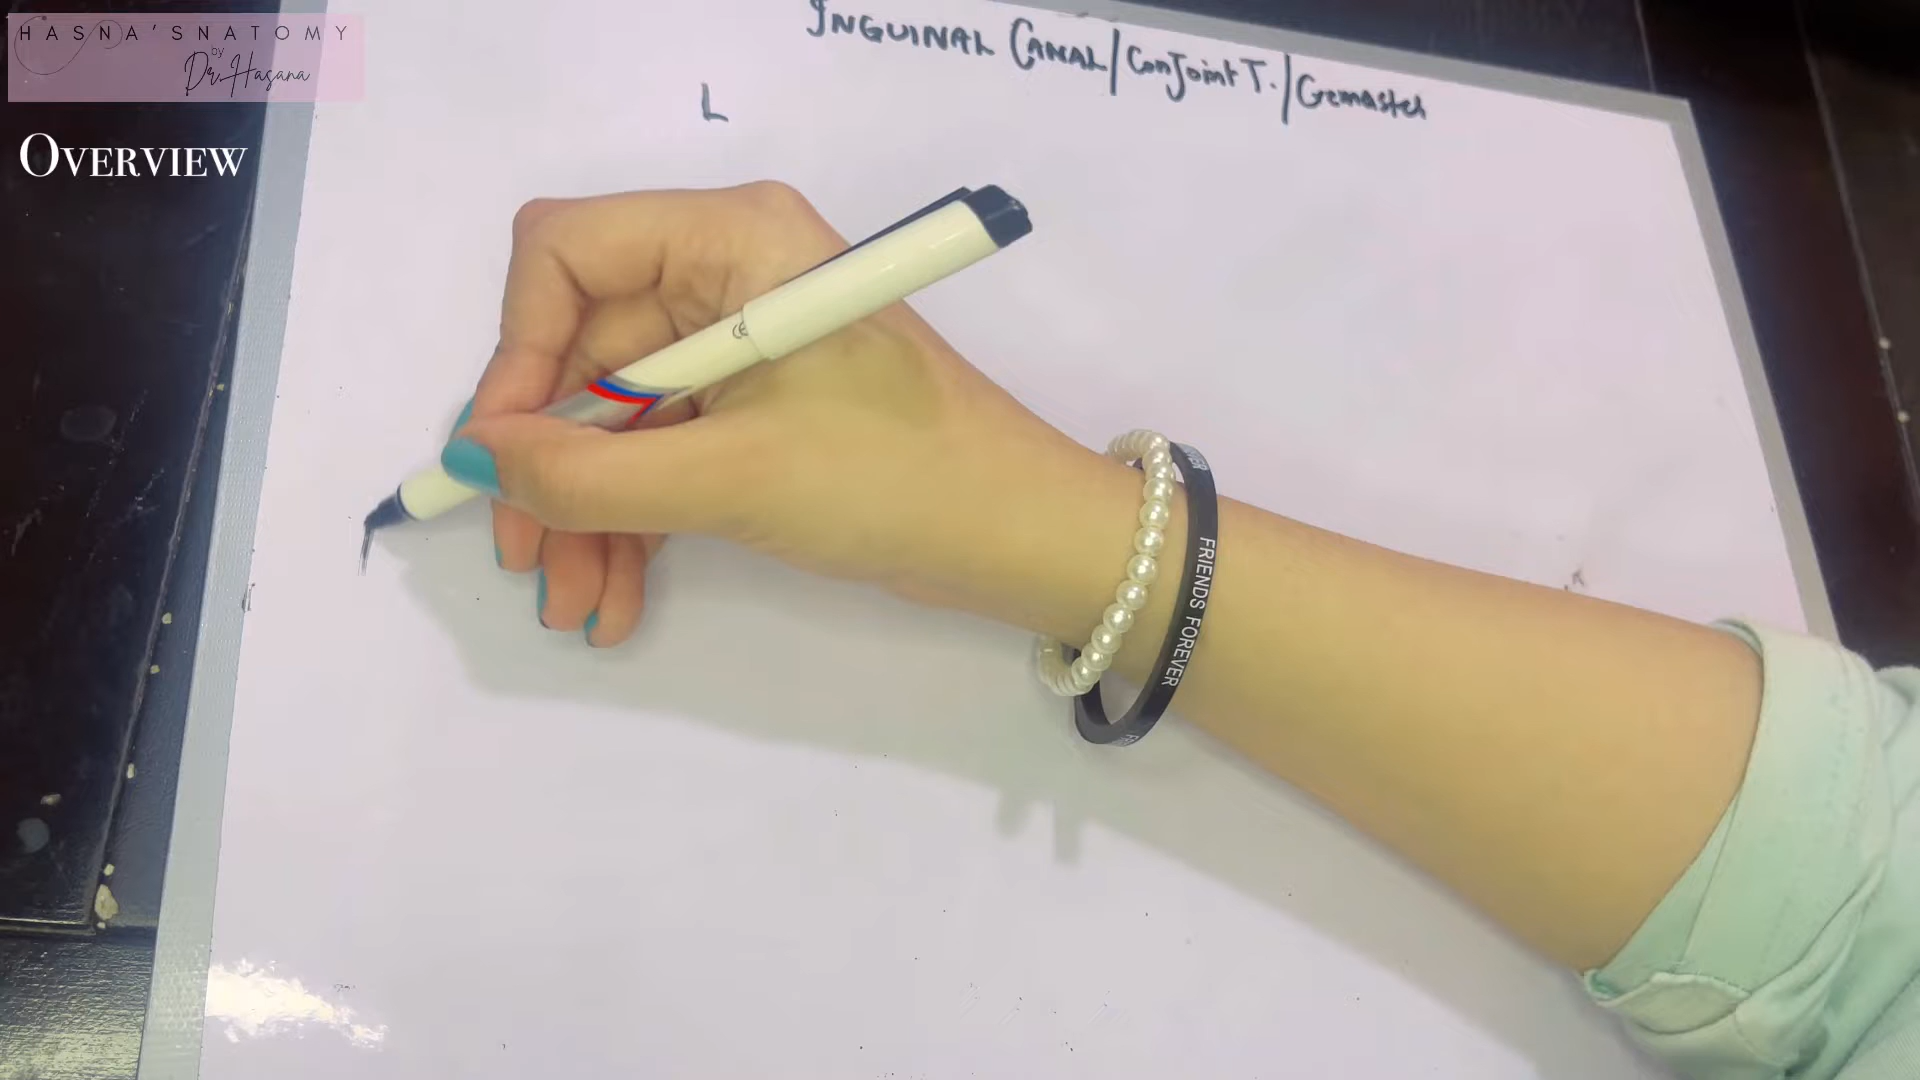 HASNA'SNATOMY
by
Dr. Hasana
OVERVIEW
INGUINAL CANAL/ConJoint T./Cremaster
L
FRIENDS FOREVER